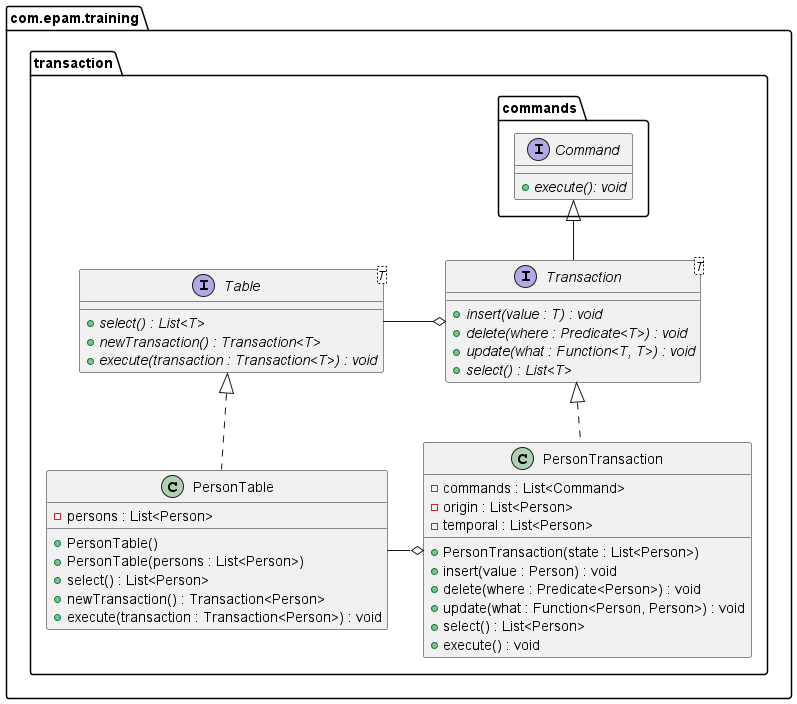 com.epam.training
transaction
commands
I Command
execute(): void
I Table
T
select() : List<T>
newTransaction() : Transaction<T>
execute(transaction : Transaction<T>) : void
I Transaction
T
insert(value : T) : void
delete(where : Predicate<T>) : void
update(what : Function<T, T>) : void
select() : List<T>
C PersonTable
persons : List<Person>
PersonTable()
PersonTable(persons : List<Person>)
select() : List<Person>
newTransaction() : Transaction<Person>
execute(transaction : Transaction<Person>) : void
C PersonTransaction
commands : List<Command>
origin : List<Person>
temporal : List<Person>
PersonTransaction(state : List<Person>)
insert(value : Person) : void
delete(where : Predicate<Person>) : void
update(what : Function<Person, Person>) : void
select() : List<Person>
execute() : void